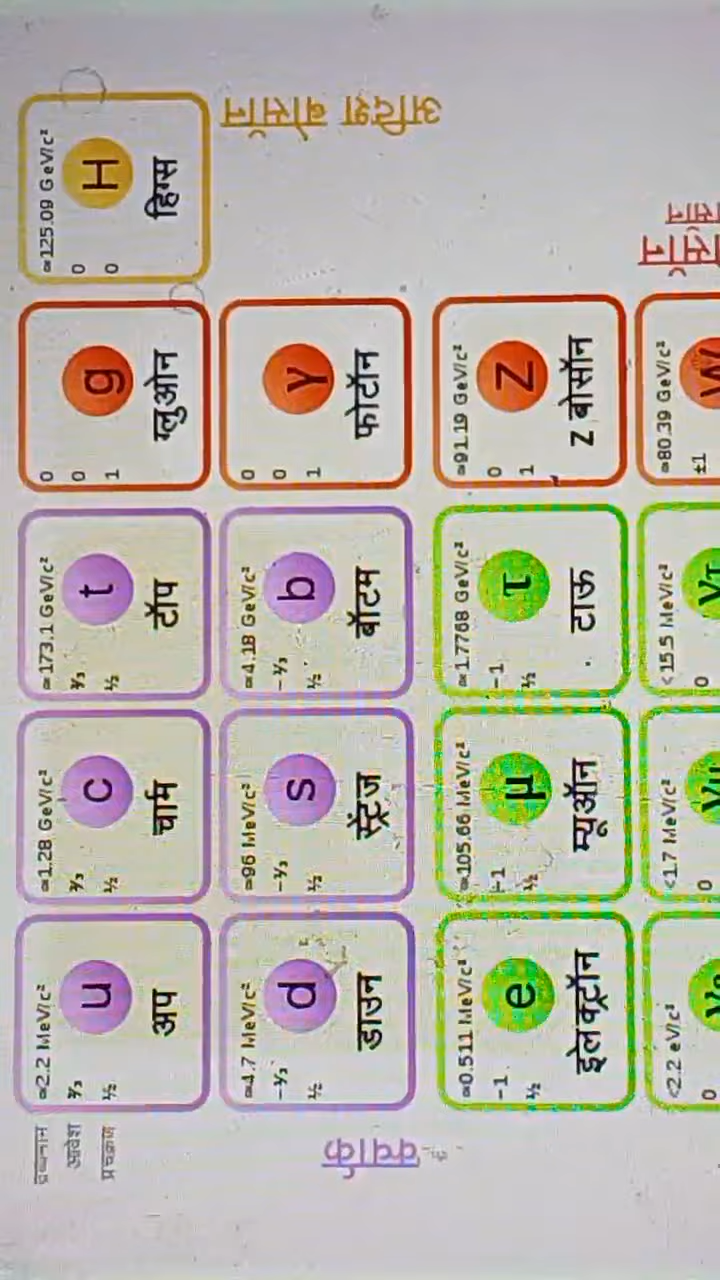 द्रव्यमान
आवेश
प्रचक्रण
≃2.2 MeV/c²
⅔
½
u
अप
≃1.28 GeV/c²
⅔
½
c
चार्म
≃173.1 GeV/c²
⅔
½
t
टॉप
0
0
1
g
ग्लुओन
≃125.09 GeV/c²
0
0
H
हिग्स
क्वार्क
≃4.7 MeV/c²
−⅓
½
d
डाउन
≃96 MeV/c²
−⅓
½
s
स्ट्रेंज
≃4.18 GeV/c²
−⅓
½
b
बॉटम
0
0
1
γ
फोटॉन
अदिश बोसॉन
≃0.511 MeV/c²
−1
½
e
इलेक्ट्रॉन
≃105.66 MeV/c²
−1
½
μ
म्यूऑन
≃1.7768 GeV/c²
−1
½
τ
टाऊ
≃91.19 GeV/c²
0
1
Z
Z बोसॉन
<2.2 eV/c²
0
<1.7 MeV/c²
0
<15.5 MeV/c²
0
≃80.39 GeV/c²
±1
W